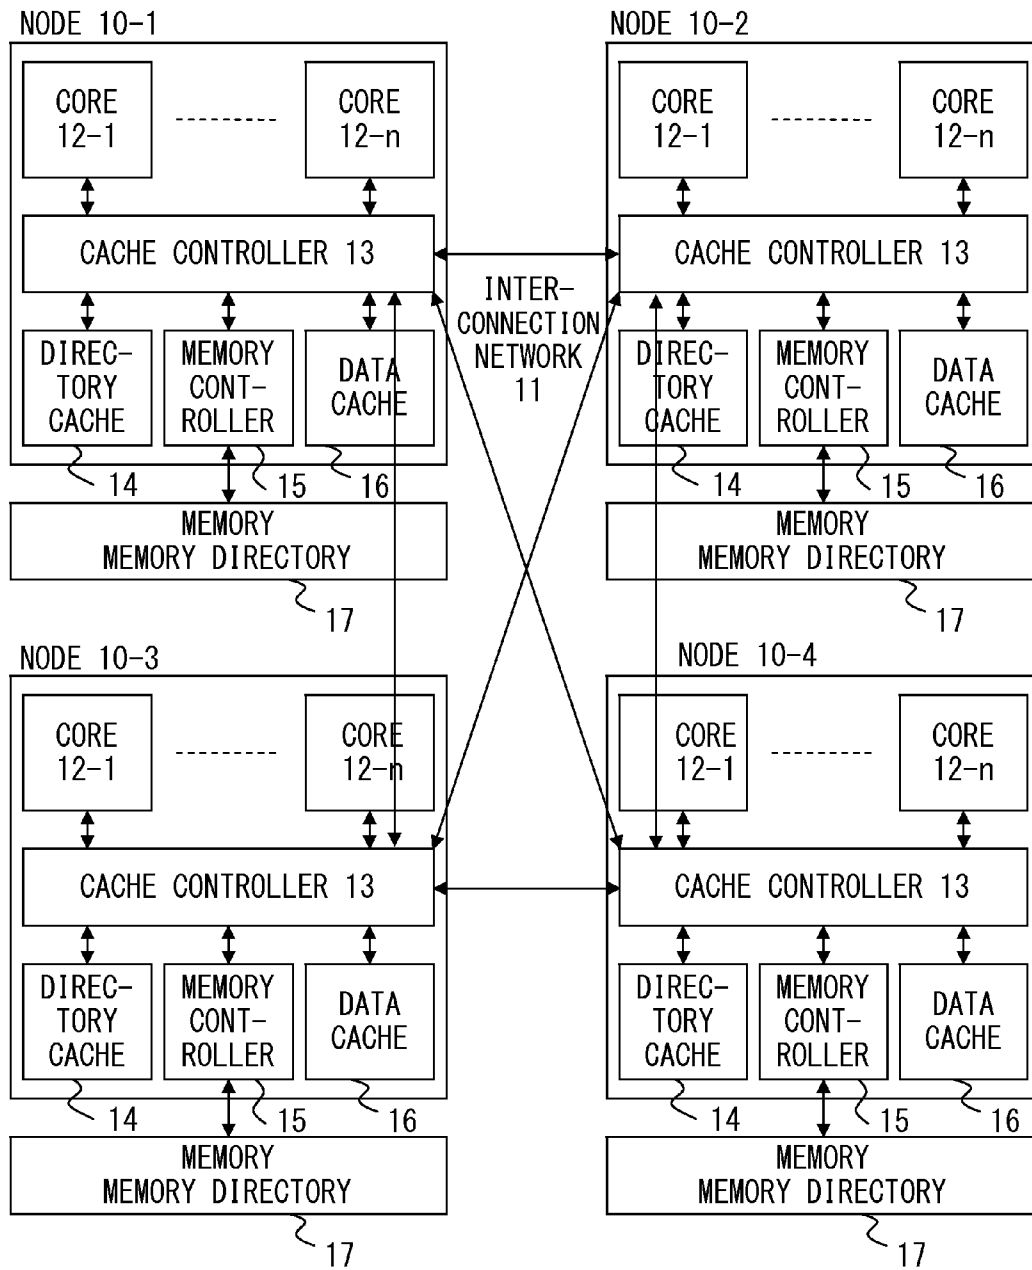 NODE 10-1
CORE
12-1
CORE
12-n
CACHE CONTROLLER 13
DIREC-
TORY
CACHE
MEMORY
CONT-
ROLLER
DATA
CACHE
14
15
16
MEMORY
MEMORY DIRECTORY
17
INTER-
CONNECTION
NETWORK
11
NODE 10-2
CORE
12-1
CORE
12-n
CACHE CONTROLLER 13
DIREC-
TORY
CACHE
MEMORY
CONT-
ROLLER
DATA
CACHE
14
15
16
MEMORY
MEMORY DIRECTORY
17
NODE 10-3
CORE
12-1
CORE
12-n
CACHE CONTROLLER 13
DIREC-
TORY
CACHE
MEMORY
CONT-
ROLLER
DATA
CACHE
14
15
16
MEMORY
MEMORY DIRECTORY
17
NODE 10-4
CORE
12-1
CORE
12-n
CACHE CONTROLLER 13
DIREC-
TORY
CACHE
MEMORY
CONT-
ROLLER
DATA
CACHE
14
15
16
MEMORY
MEMORY DIRECTORY
17